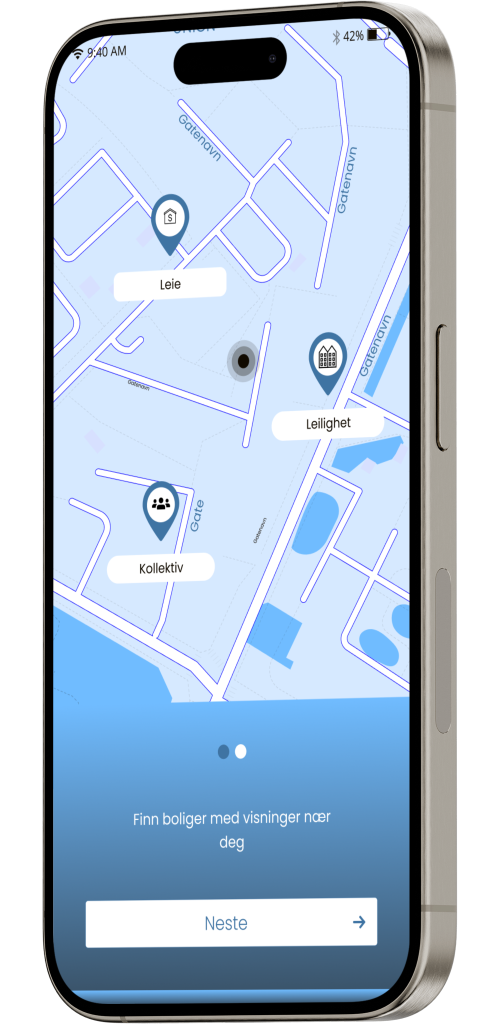 9:40 AM
42%
Gatenavn
Gatenavn
Leie
Gatenavn
Gatenavn
Leilighet
Gate
Gatenavn
Kollektiv
Finn boliger med visninger nær
deg
Neste